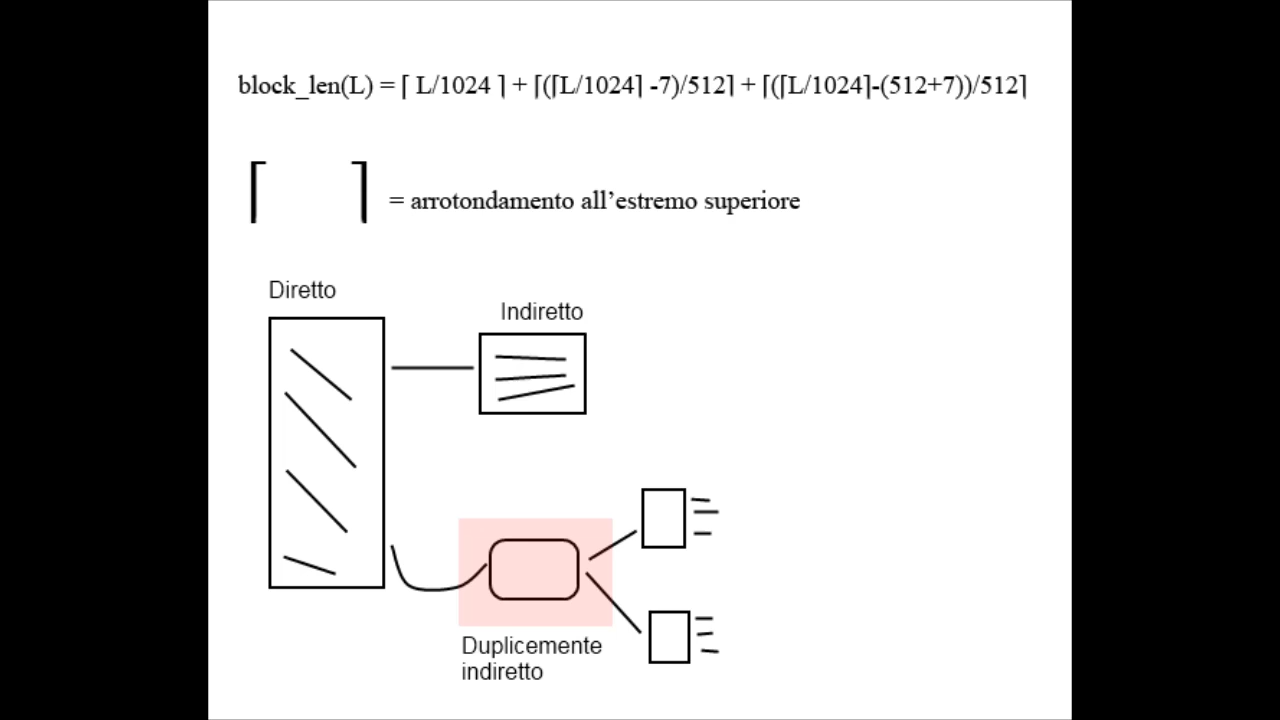 block_len(L) = ⌈ L/1024 ⌉ + ⌈(⌈L/1024⌉ -7)/512⌉ + ⌈(⌈L/1024⌉-(512+7))/512⌉
⌈ ⌉ = arrotondamento all’estremo superiore
Diretto
Indiretto
Duplicemente
indiretto